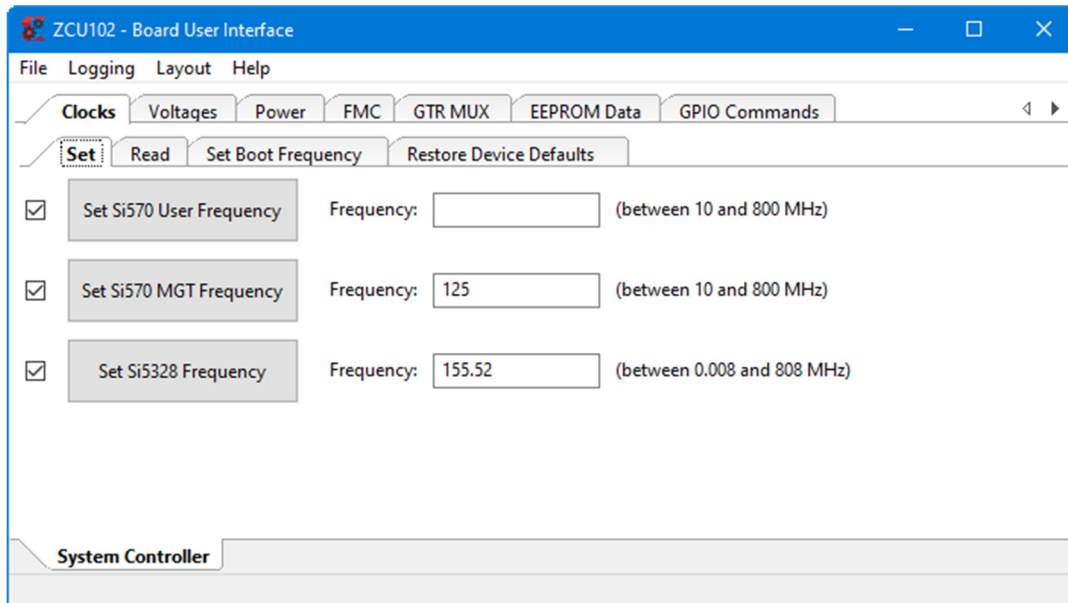 ZCU102 - Board User Interface
File Logging Layout Help
Clocks Voltages Power FMC GTR MUX EEPROM Data GPIO Commands
Set Read Set Boot Frequency Restore Device Defaults
Set Si570 User Frequency Frequency: (between 10 and 800 MHz)
Set Si570 MGT Frequency Frequency: 125 (between 10 and 800 MHz)
Set Si5328 Frequency Frequency: 155.52 (between 0.008 and 808 MHz)
System Controller